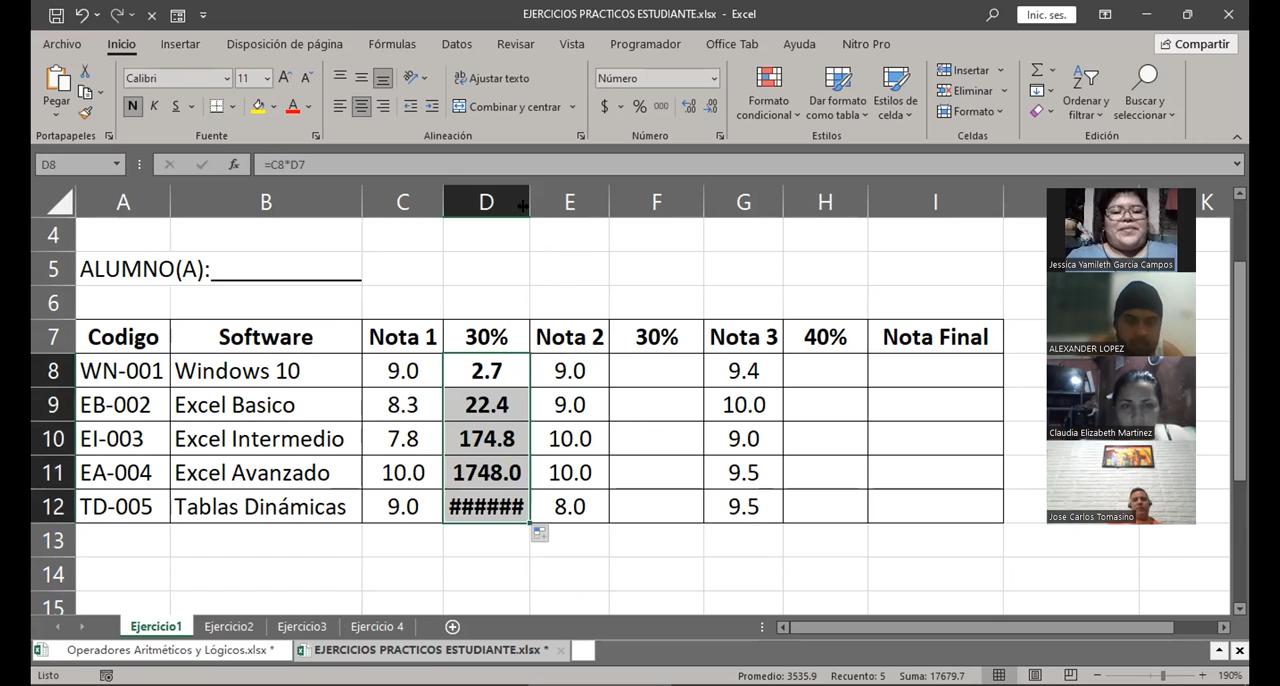 EJERCICIOS PRACTICOS ESTUDIANTE.xlsx - Excel
Inic. ses.
Archivo Inicio Insertar Disposición de página Fórmulas Datos Revisar Vista Programador Office Tab Ayuda Nitro Pro Compartir
Pegar
Calibri 11
N K S
Ajustar texto
Combinar y centrar
Número
$ % 000
Formato condicional
Dar formato como tabla
Estilos de celda
Insertar
Eliminar
Formato
Ordenar y filtrar
Buscar y seleccionar
Portapapeles Fuente Alineación Número Estilos Celdas Edición
D8 fx =C8*D7
A B C D E F G H I K
4
5 ALUMNO(A):______________
6
7 Codigo Software Nota 1 30% Nota 2 30% Nota 3 40% Nota Final
8 WN-001 Windows 10 9.0 2.7 9.0 9.4
9 EB-002 Excel Basico 8.3 22.4 9.0 10.0
10 EI-003 Excel Intermedio 7.8 174.8 10.0 9.0
11 EA-004 Excel Avanzado 10.0 1748.0 10.0 9.5
12 TD-005 Tablas Dinámicas 9.0 ###### 8.0 9.5
13
14
15
Jessica Yamileth Garcia Campos
ALEXANDER LOPEZ
Claudia Elizabeth Martinez
Jose Carlos Tomasino
Ejercicio1 Ejercicio2 Ejercicio3 Ejercicio 4
Operadores Aritméticos y Lógicos.xlsx * EJERCICIOS PRACTICOS ESTUDIANTE.xlsx *
Listo Promedio: 3535.9 Recuento: 5 Suma: 17679.7 190%